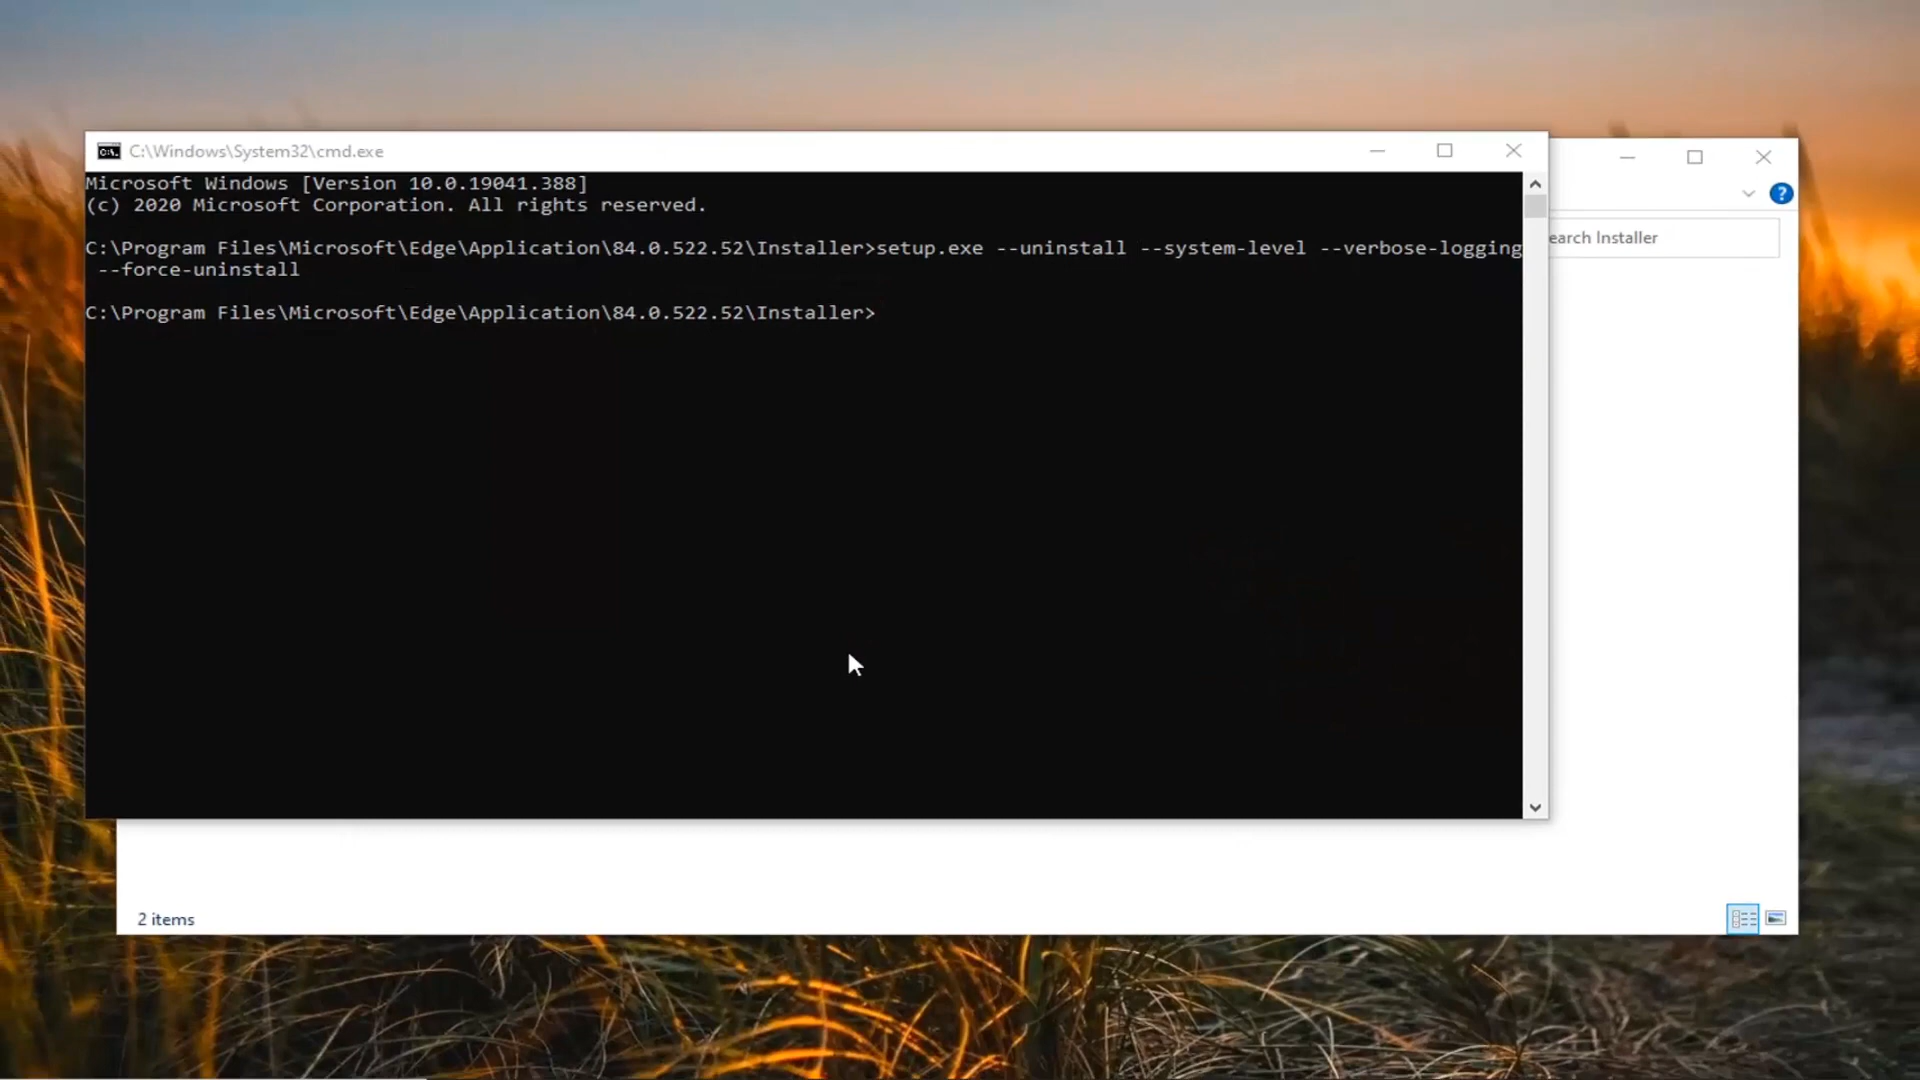 C:\Windows\System32\cmd.exe
Microsoft Windows [Version 10.0.19041.388]
(c) 2020 Microsoft Corporation. All rights reserved.
C:\Program Files\Microsoft\Edge\Application\84.0.522.52\Installer>setup.exe --uninstall --system-level --verbose-logging
--force-uninstall
C:\Program Files\Microsoft\Edge\Application\84.0.522.52\Installer>
earch Installer
2 items